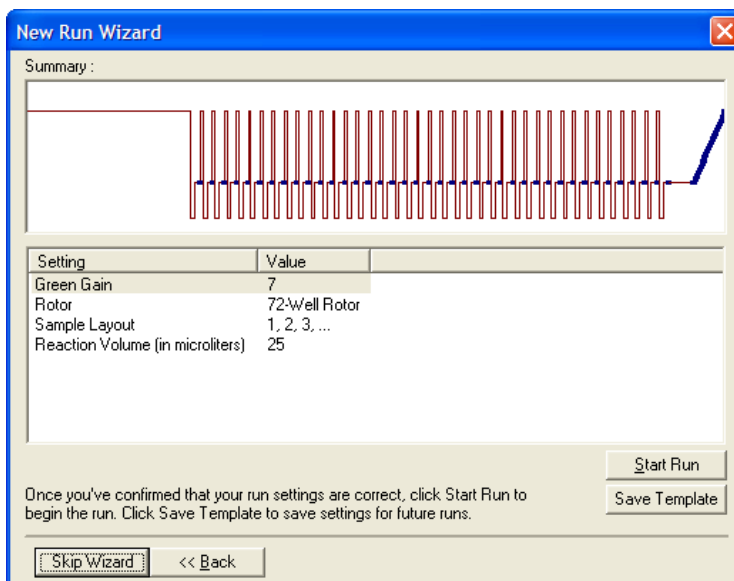 New Run Wizard
Summary :
Setting Value
Green Gain 7
Rotor 72-Well Rotor
Sample Layout 1, 2, 3, ...
Reaction Volume (in microliters) 25
Start Run
Once you've confirmed that your run settings are correct, click Start Run to
begin the run. Click Save Template to save settings for future runs.
Save Template
Skip Wizard << Back